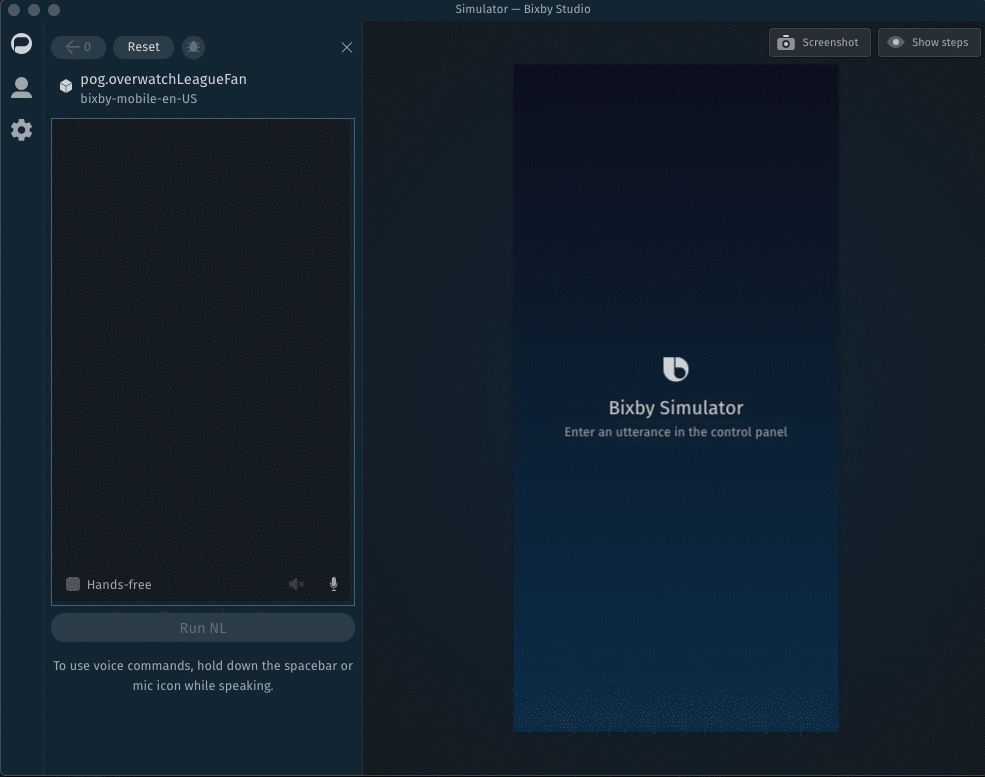 Simulator — Bixby Studio
0
Reset
Screenshot
Show steps
pog.overwatchLeagueFan
bixby-mobile-en-US
Bixby Simulator
Enter an utterance in the control panel
Hands-free
Run NL
To use voice commands, hold down the spacebar or
mic icon while speaking.